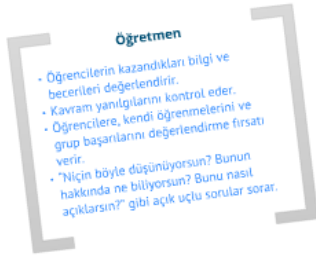 Öğretmen
• Öğrencilerin kazandıkları bilgi ve
becerileri değerlendirir.
• Kavram yanılgılarını kontrol eder.
• Öğrencilere, kendi öğrenmelerini ve
grup başarılarını değerlendirme fırsatı
verir.
• "Niçin böyle düşünüyorsun? Bunun
hakkında ne biliyorsun? Bunu nasıl
açıklarsın?" gibi açık uçlu sorular sorar.